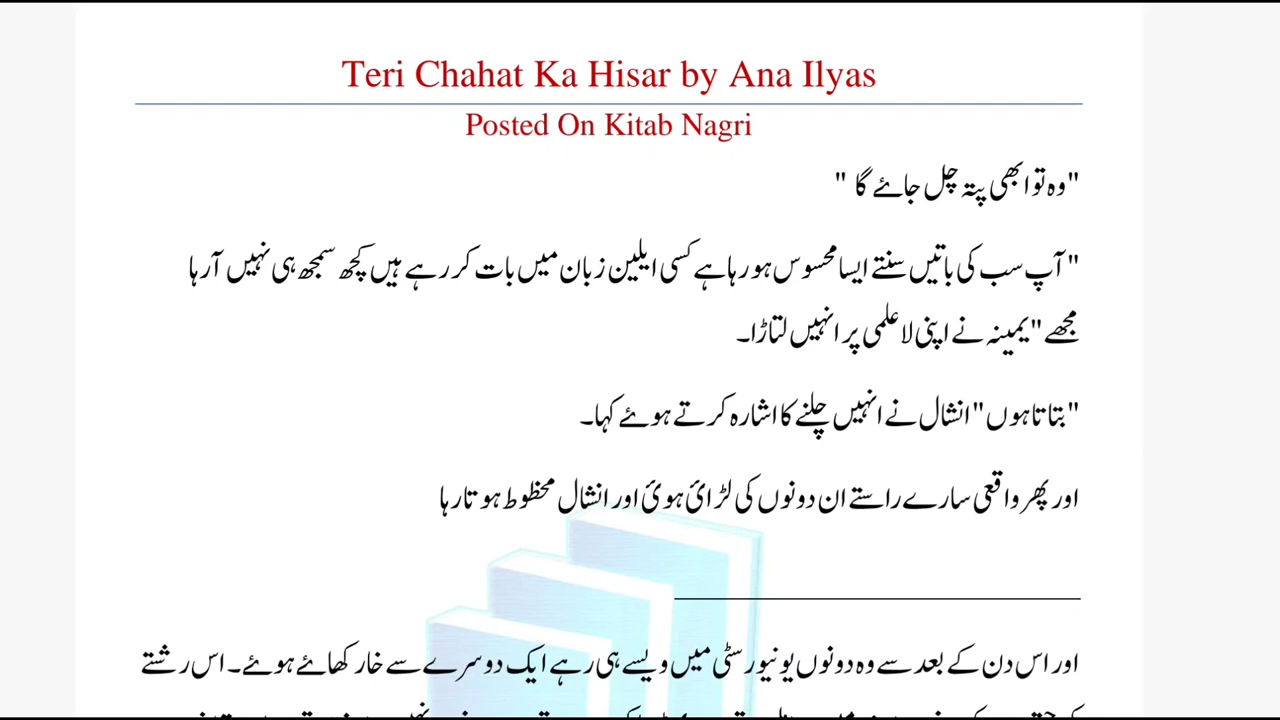 Teri Chahat Ka Hisar by Ana Ilyas
Posted On Kitab Nagri
"وہ تو ابھی پتہ چل جائے گا "
" آپ سب کی باتیں سنتے ایسا محسوس ہو رہا ہے کسی ایلین زبان میں بات کر رہے ہیں کچھ سمجھ ہی نہیں آرہا
مجھے" یمینہ نے اپنی لاعلمی پر انہیں لتاڑا۔
"بتاتا ہوں" انشال نے انہیں چلنے کا اشارہ کرتے ہوئے کہا۔
اور پھر واقعی سارے راستے ان دونوں کی لڑائ ہوئ اور انشال محظوظ ہوتا رہا
اور اس دن کے بعد سے وہ دونوں یونیورسٹی میں ویسے ہی رہے ایک دوسرے سے خار کھائے ہوئے۔ اس رشتے